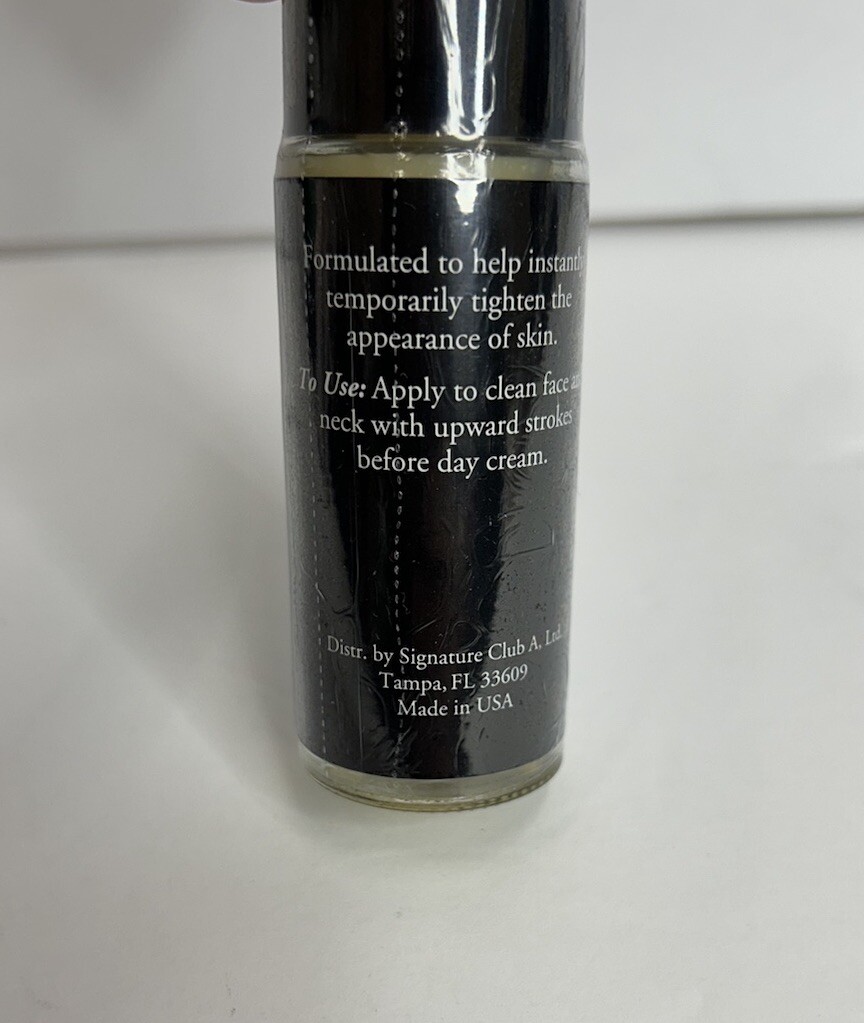 Formulated to help instantly
temporarily tighten the
appearance of skin.
To Use: Apply to clean face
neck with upward strokes
before day cream.
Distr. by Signature Club A, Ltd.
Tampa, FL 33609
Made in USA